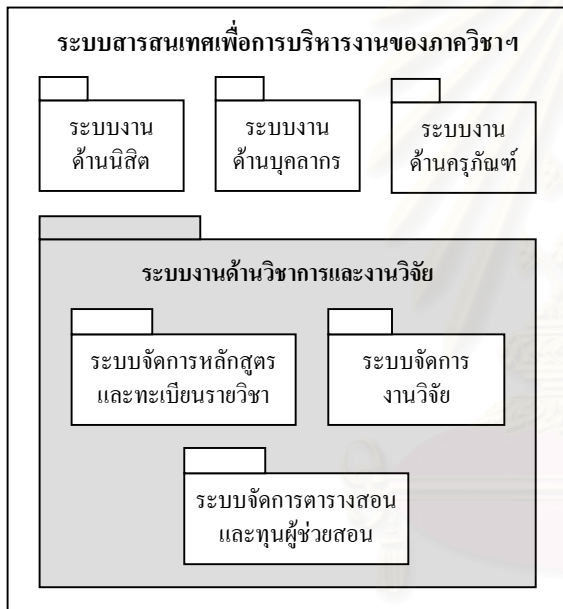 ระบบสารสนเทศเพื่อการบริหารงานของภาควิชาฯ
ระบบงาน
ด้านนิสิต
ระบบงาน
ด้านบุคลากร
ระบบงาน
ด้านครุภัณฑ์
ระบบงานด้านวิชาการและงานวิจัย
ระบบจัดการหลักสูตร
และทะเบียนรายวิชา
ระบบจัดการ
งานวิจัย
ระบบจัดการตารางสอน
และทุนผู้ช่วยสอน